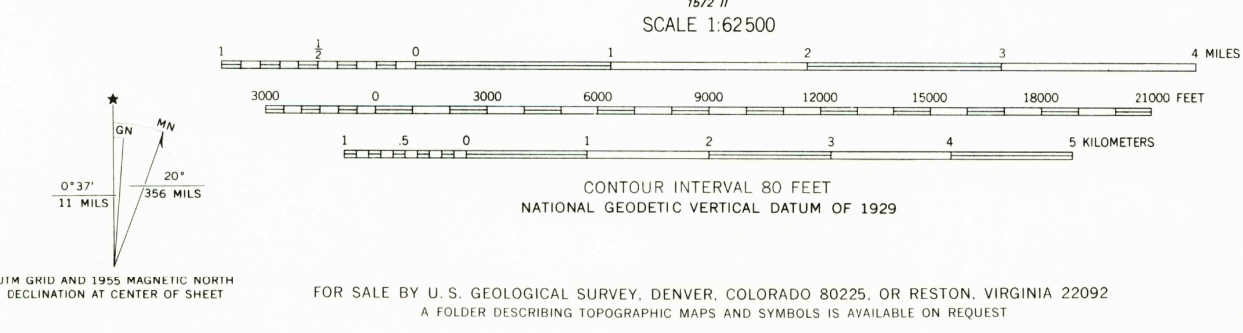 1572 II
SCALE 1:62500
1 1/2 0 1 2 3 4 MILES
3000 0 3000 6000 9000 12000 15000 18000 21000 FEET
1 .5 0 1 2 3 4 5 KILOMETERS
CONTOUR INTERVAL 80 FEET
NATIONAL GEODETIC VERTICAL DATUM OF 1929
★
GN
MN
0°37'
11 MILS
20°
356 MILS
UTM GRID AND 1955 MAGNETIC NORTH
DECLINATION AT CENTER OF SHEET
FOR SALE BY U. S. GEOLOGICAL SURVEY, DENVER, COLORADO 80225, OR RESTON, VIRGINIA 22092
A FOLDER DESCRIBING TOPOGRAPHIC MAPS AND SYMBOLS IS AVAILABLE ON REQUEST